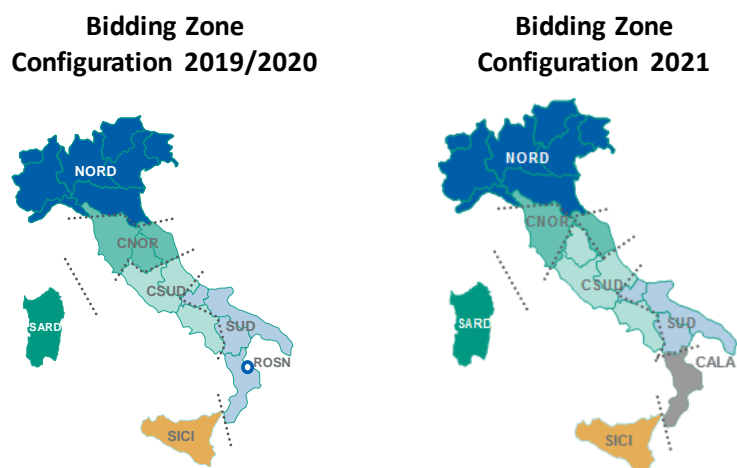 Bidding Zone
Configuration 2019/2020
NORD
CNOR
CSUD
SARD
SUD
ROSN
SICI
Bidding Zone
Configuration 2021
NORD
CNOR
CSUD
SARD
SUD
CALA
SICI